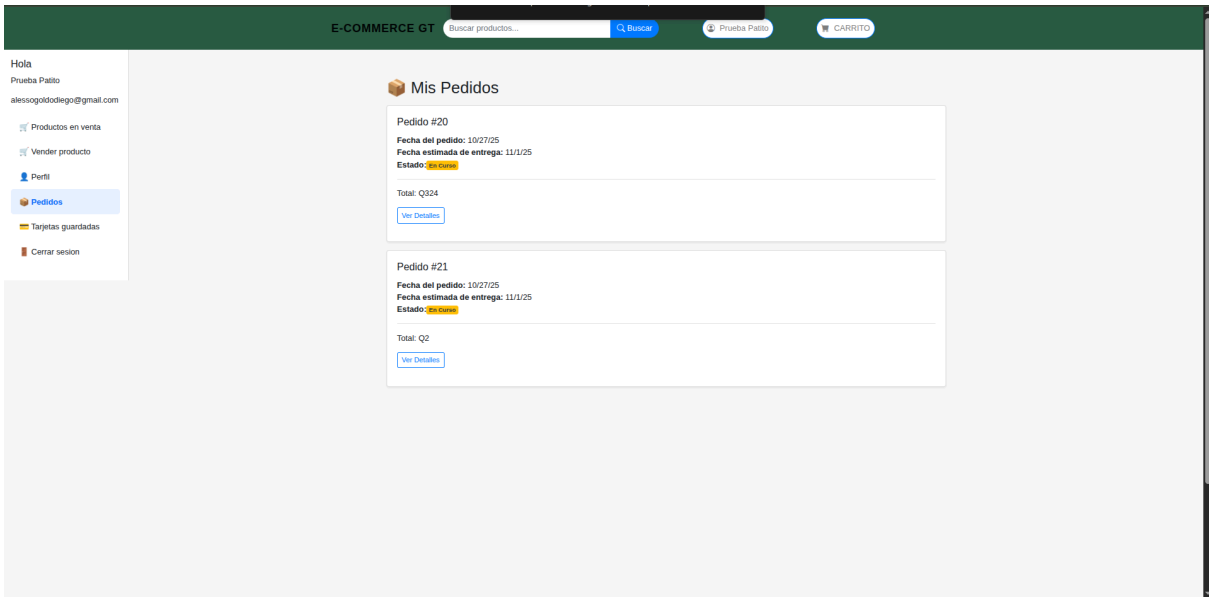 E-COMMERCE GT
Buscar productos...
Buscar
Prueba Patito
CARRITO
Hola
Prueba Patito
alessogoldodiego@gmail.com
Productos en venta
Vender producto
Perfil
Pedidos
Tarjetas guardadas
Cerrar sesion
Mis Pedidos
Pedido #20
Fecha del pedido: 10/27/25
Fecha estimada de entrega: 11/1/25
Estado: En Curso
Total: Q324
Ver Detalles
Pedido #21
Fecha del pedido: 10/27/25
Fecha estimada de entrega: 11/1/25
Estado: En Curso
Total: Q2
Ver Detalles